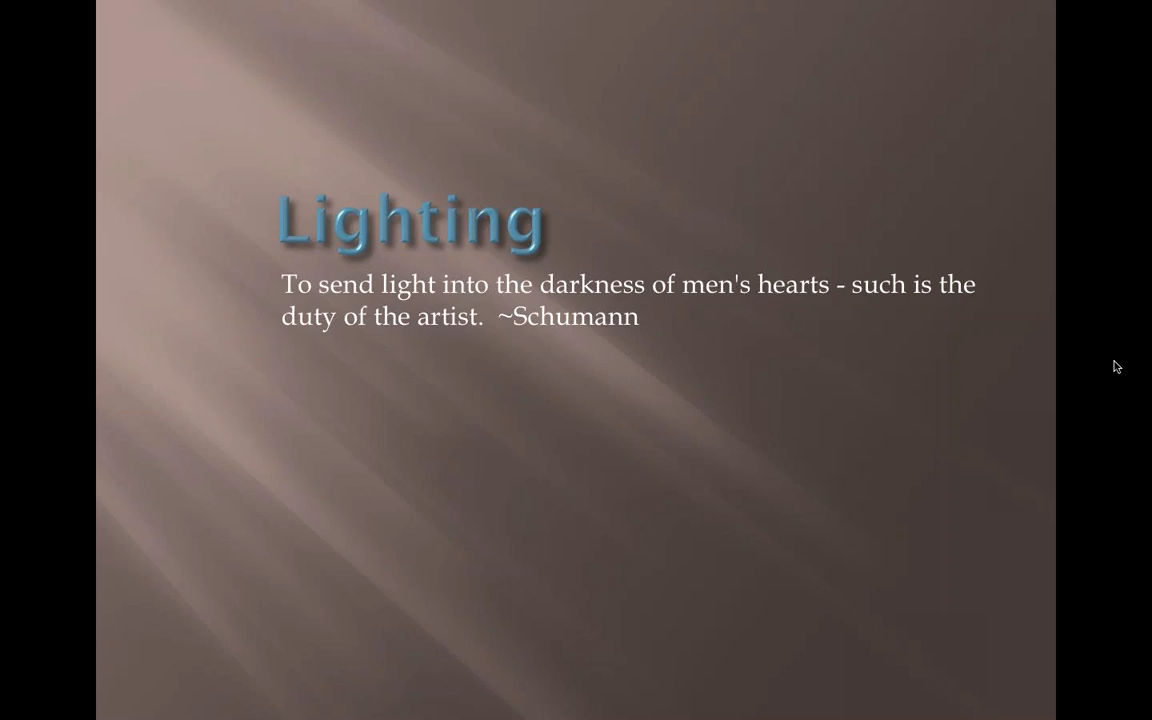 Lighting
To send light into the darkness of men's hearts - such is the
duty of the artist.  ~Schumann